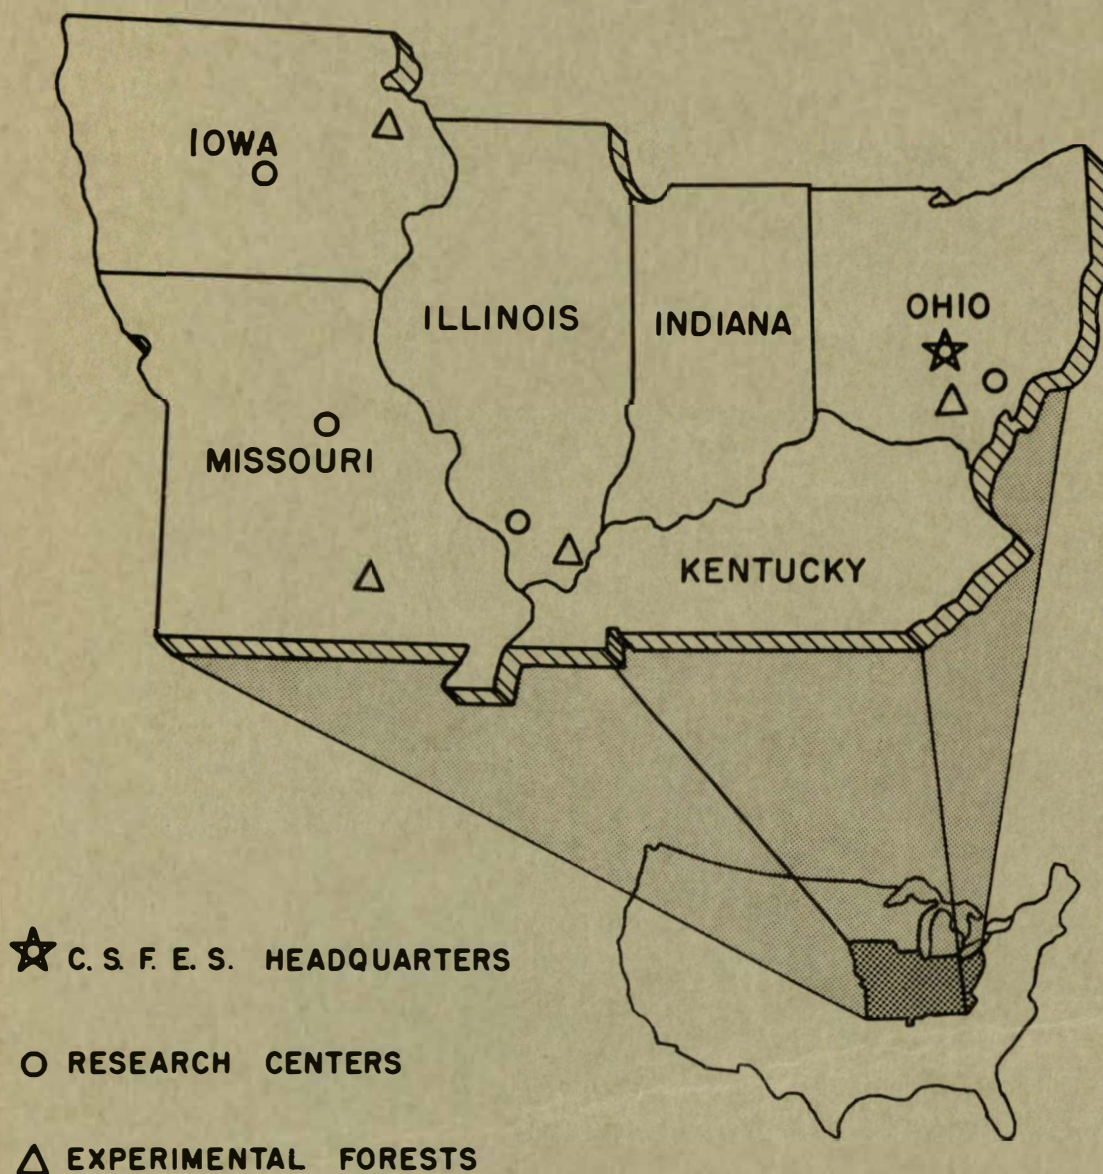 IOWA
ILLINOIS
INDIANA
OHIO
MISSOURI
KENTUCKY
C. S. F. E. S. HEADQUARTERS
RESEARCH CENTERS
EXPERIMENTAL FORESTS